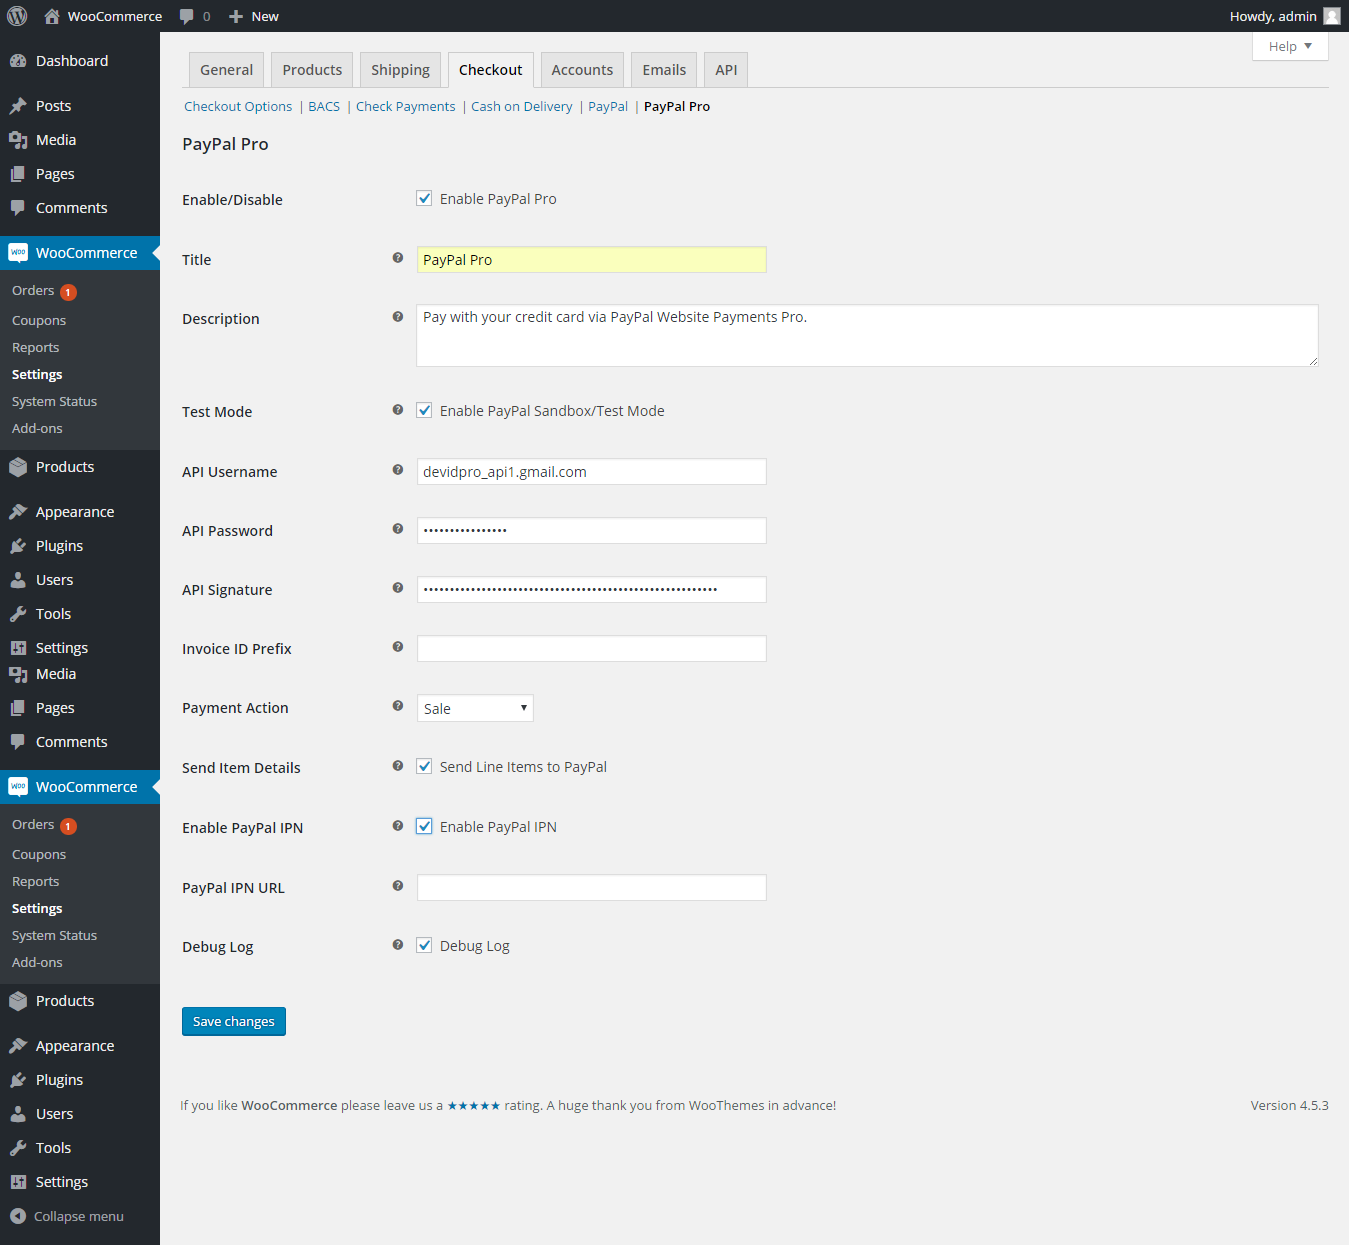 WooCommerce 0 New Howdy, admin
Help
Dashboard
Posts
Media
Pages
Comments
WooCommerce
Orders 1
Coupons
Reports
Settings
System Status
Add-ons
Products
Appearance
Plugins
Users
Tools
Settings
Media
Pages
Comments
WooCommerce
Orders 1
Coupons
Reports
Settings
System Status
Add-ons
Products
Appearance
Plugins
Users
Tools
Settings
Collapse menu
General Products Shipping Checkout Accounts Emails API
Checkout Options | BACS | Check Payments | Cash on Delivery | PayPal | PayPal Pro
PayPal Pro
Enable/Disable Enable PayPal Pro
Title PayPal Pro
Description Pay with your credit card via PayPal Website Payments Pro.
Test Mode Enable PayPal Sandbox/Test Mode
API Username devidpro_api1.gmail.com
API Password
API Signature
Invoice ID Prefix
Payment Action Sale
Send Item Details Send Line Items to PayPal
Enable PayPal IPN Enable PayPal IPN
PayPal IPN URL
Debug Log Debug Log
Save changes
If you like WooCommerce please leave us a ★★★★★ rating. A huge thank you from WooThemes in advance! Version 4.5.3